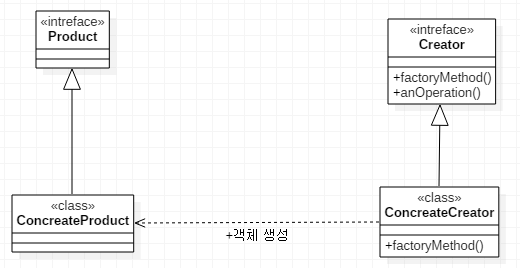 «intreface»
Product
«intreface»
Creator
+factoryMethod()
+anOperation()
«class»
ConcreateProduct
+객체 생성
«class»
ConcreateCreator
+factoryMethod()